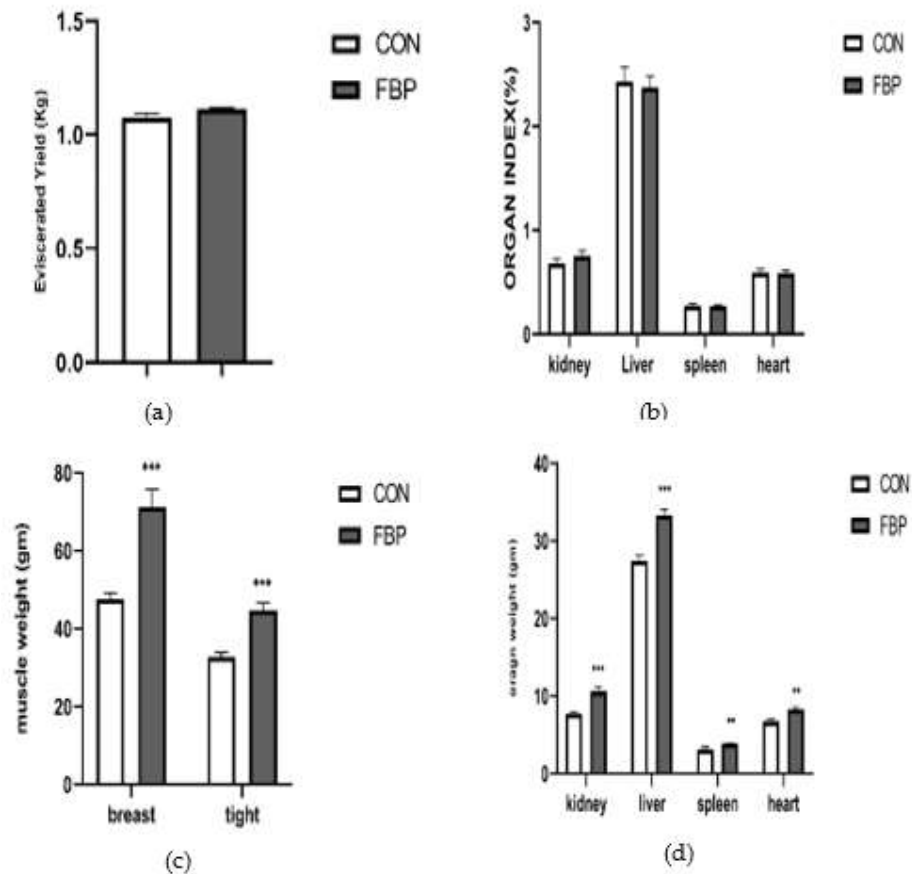 Eviscerated Yield (Kg)
1.5
1.0
0.5
0.0
CON
FBP
(a)
ORGAN INDEX(%)
3
2
1
0
kidney Liver spleen heart
CON
FBP
(b)
muscle weight (gm)
80
60
40
20
0
***
***
breast tight
CON
FBP
(c)
oragn weight (gm)
40
30
20
10
0
***
***
**
**
kidney liver spleen heart
CON
FBP
(d)